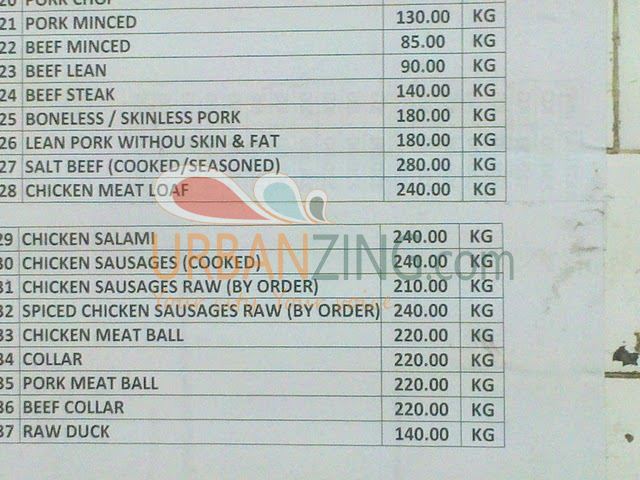 20 PORK CHOP
21 PORK MINCED 130.00 KG
22 BEEF MINCED 85.00 KG
23 BEEF LEAN 90.00 KG
24 BEEF STEAK 140.00 KG
25 BONELESS / SKINLESS PORK 180.00 KG
26 LEAN PORK WITHOU SKIN & FAT 180.00 KG
27 SALT BEEF (COOKED/SEASONED) 280.00 KG
28 CHICKEN MEAT LOAF 240.00 KG
29 CHICKEN SALAMI 240.00 KG
30 CHICKEN SAUSAGES (COOKED) 240.00 KG
31 CHICKEN SAUSAGES RAW (BY ORDER) 210.00 KG
32 SPICED CHICKEN SAUSAGES RAW (BY ORDER) 240.00 KG
33 CHICKEN MEAT BALL 220.00 KG
34 COLLAR 220.00 KG
35 PORK MEAT BALL 220.00 KG
36 BEEF COLLAR 220.00 KG
37 RAW DUCK 140.00 KG
URBANZING.com
Your city Your voice